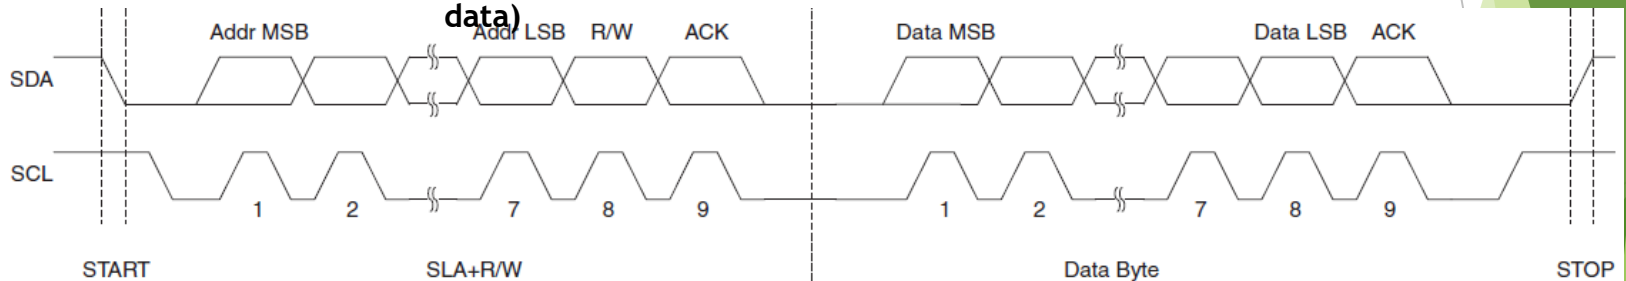 data)
Addr MSB Addr LSB R/W ACK Data MSB Data LSB ACK
SDA
SCL
1 2 7 8 9 1 2 7 8 9
START SLA+R/W Data Byte STOP